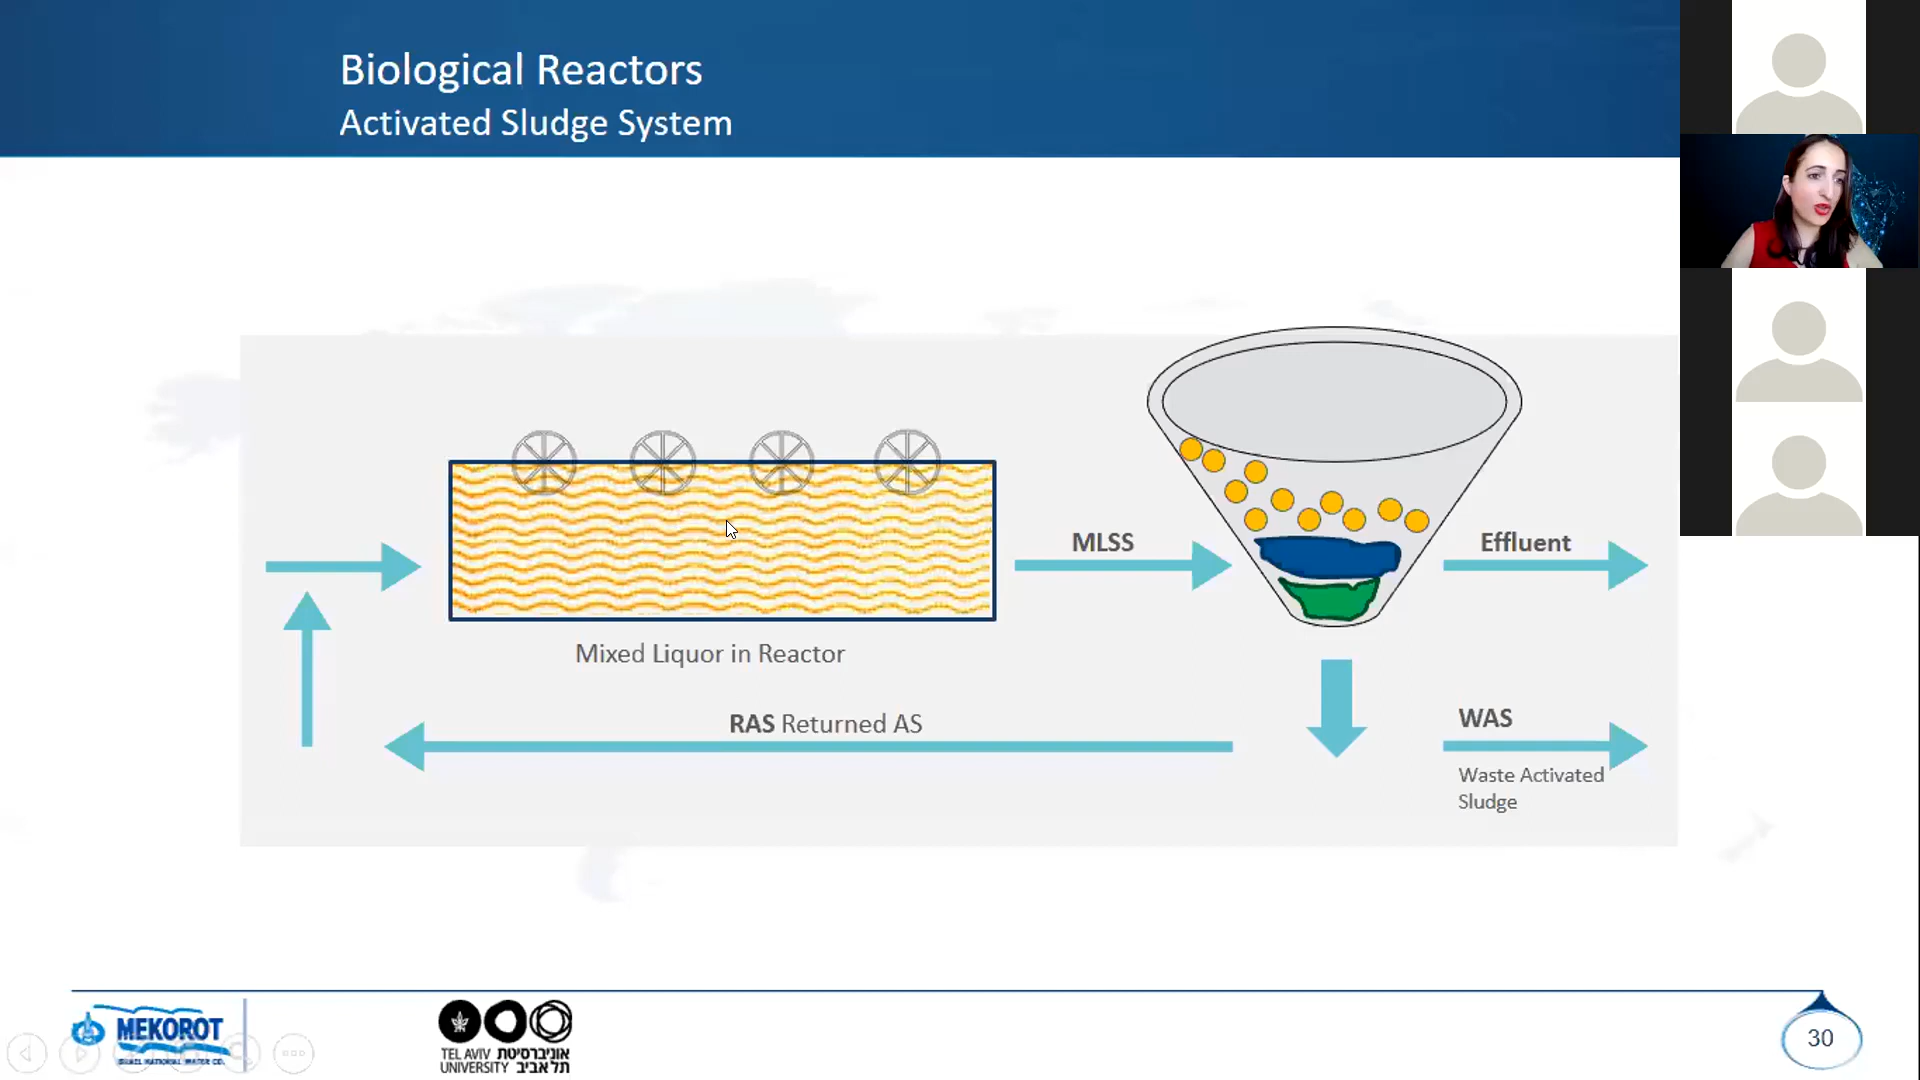 Biological Reactors
Activated Sludge System
MLSS
Effluent
Mixed Liquor in Reactor
RAS Returned AS
WAS
Waste Activated
Sludge
MEKOROT
ISRAEL NATIONAL WATER CO.
TEL AVIV אוניברסיטת
UNIVERSITY תל אביב
30